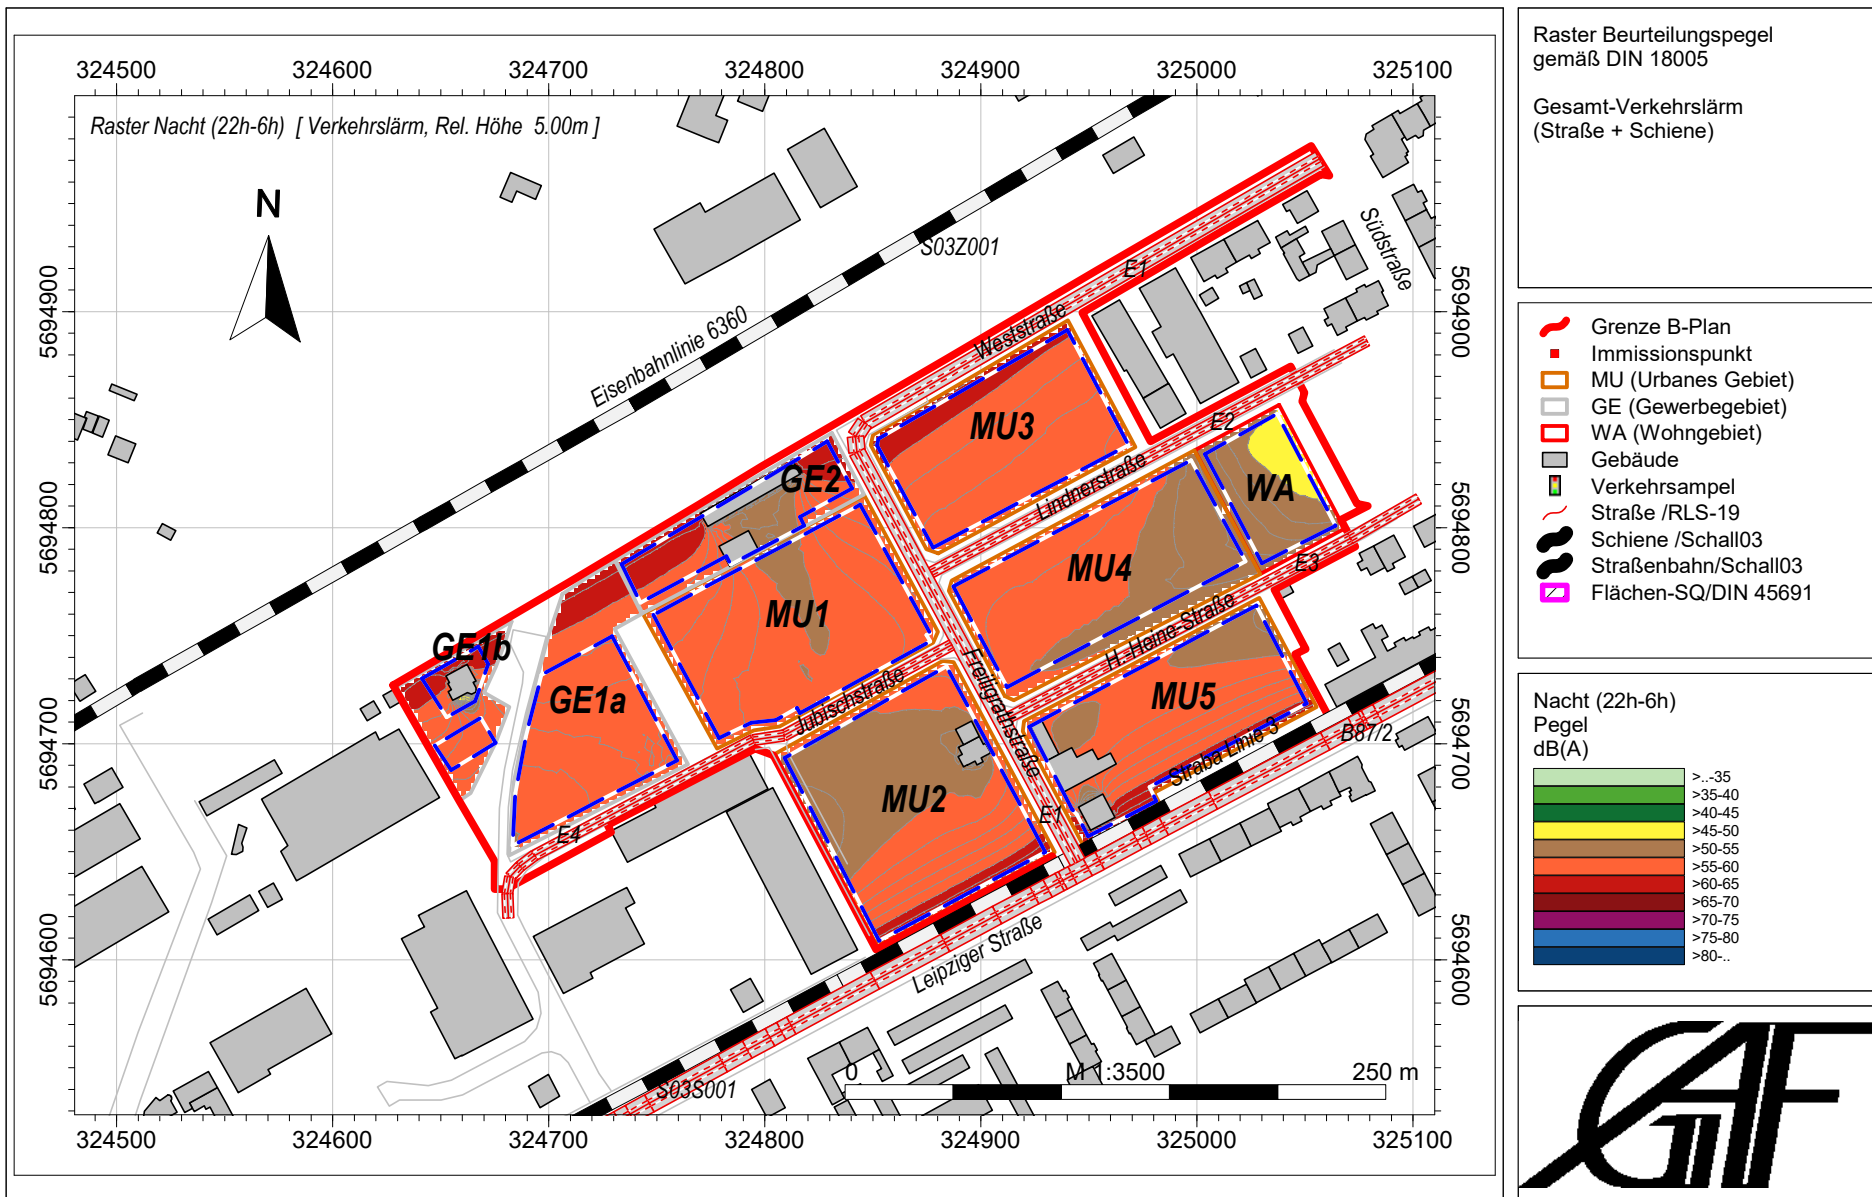 324500 324600 324700 324800 324900 325000 325100
Raster Nacht (22h-6h) [ Verkehrslärm, Rel. Höhe 5.00m ]
N
S03Z001
Eisenbahnlinie 6360
Südstraße
E1
Weststraße
5694900
5694900
MU3
E2
GE2
Lindnerstraße
WA
5694800
5694800
MU4
E3
MU1
H.-Heine-Straße
GE1b
Freiligrathstraße
GE1a
Jubischstraße
MU5
5694700
5694700
B87/2
Straba Linie 3
MU2
E1
E4
5694600
5694600
Leipziger Straße
S03S001
0 M 1:3500 250 m
324500 324600 324700 324800 324900 325000 325100
Raster Beurteilungspegel
gemäß DIN 18005
Gesamt-Verkehrslärm
(Straße + Schiene)
Grenze B-Plan
Immissionspunkt
MU (Urbanes Gebiet)
GE (Gewerbegebiet)
WA (Wohngebiet)
Gebäude
Verkehrsampel
Straße /RLS-19
Schiene /Schall03
Straßenbahn/Schall03
Flächen-SQ/DIN 45691
Nacht (22h-6h)
Pegel
dB(A)
>..-35
>35-40
>40-45
>45-50
>50-55
>55-60
>60-65
>65-70
>70-75
>75-80
>80-..
GAF